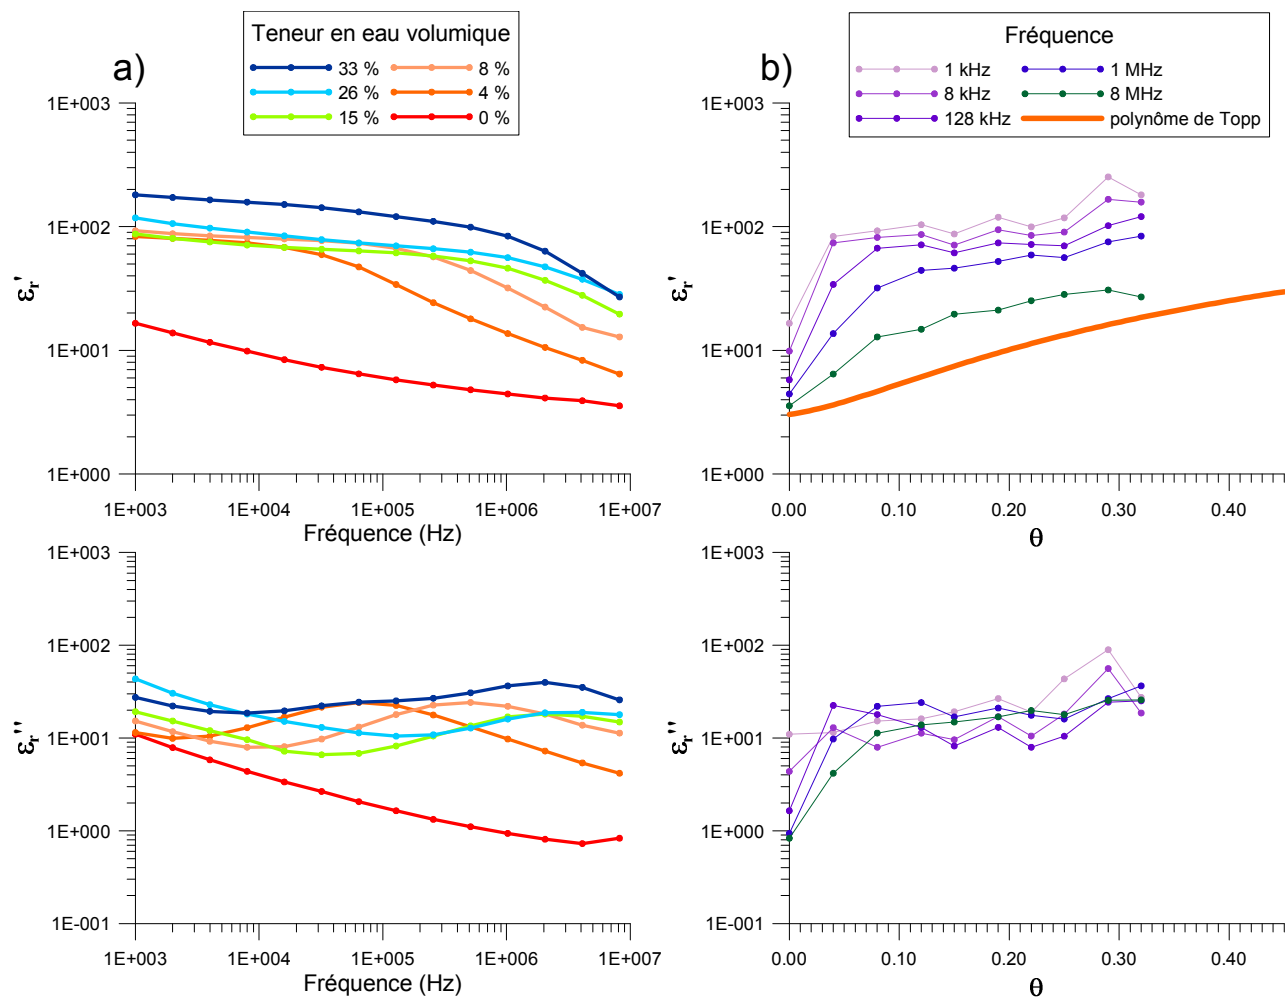 a)
Teneur en eau volumique
33 % 8 %
26 % 4 %
15 % 0 %
1E+003
1E+002
1E+001
1E+000
εr'
1E+003 1E+004 1E+005 1E+006 1E+007
Fréquence (Hz)
b)
Fréquence
1 kHz 1 MHz
8 kHz 8 MHz
128 kHz polynôme de Topp
1E+003
1E+002
1E+001
1E+000
εr'
0.00 0.10 0.20 0.30 0.40
θ
1E+003
1E+002
1E+001
1E+000
1E-001
εr''
1E+003 1E+004 1E+005 1E+006 1E+007
Fréquence (Hz)
1E+003
1E+002
1E+001
1E+000
1E-001
εr''
0.00 0.10 0.20 0.30 0.40
θ